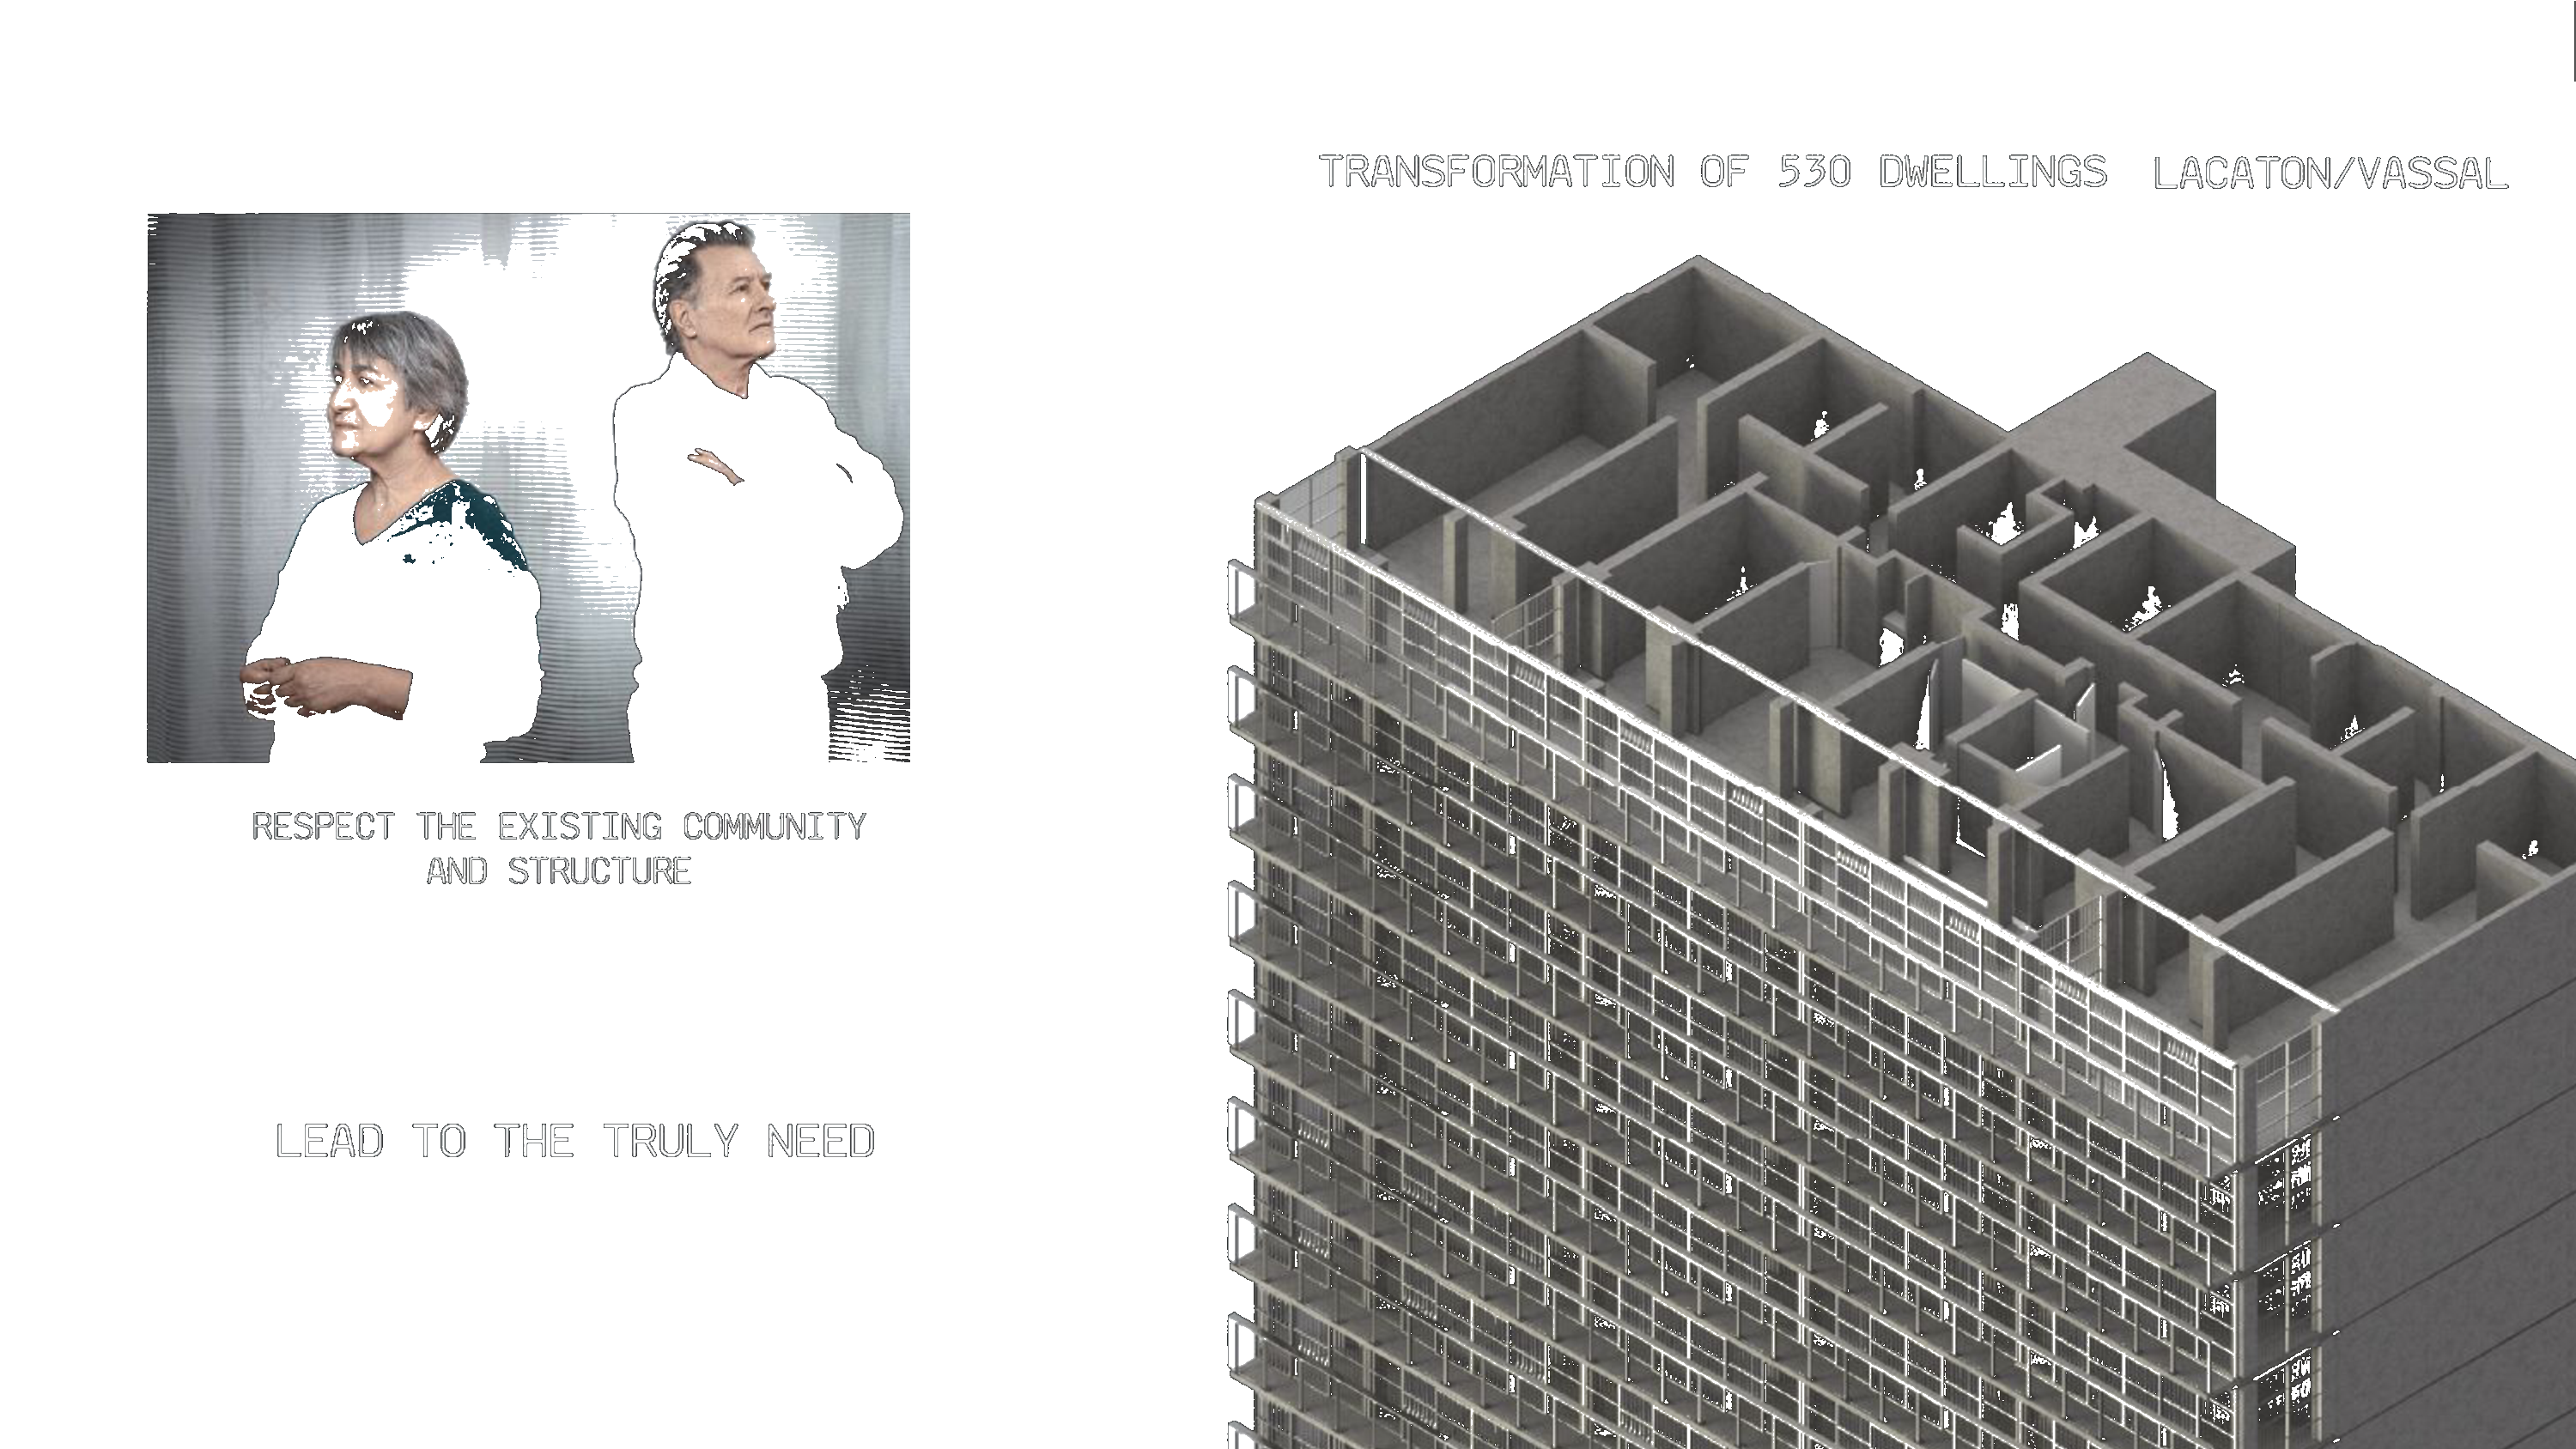 TRANSFORMATION OF 530 DWELLINGS LACATON/VASSAL
RESPECT THE EXISTING COMMUNITY
AND STRUCTURE
LEAD TO THE TRULY NEED